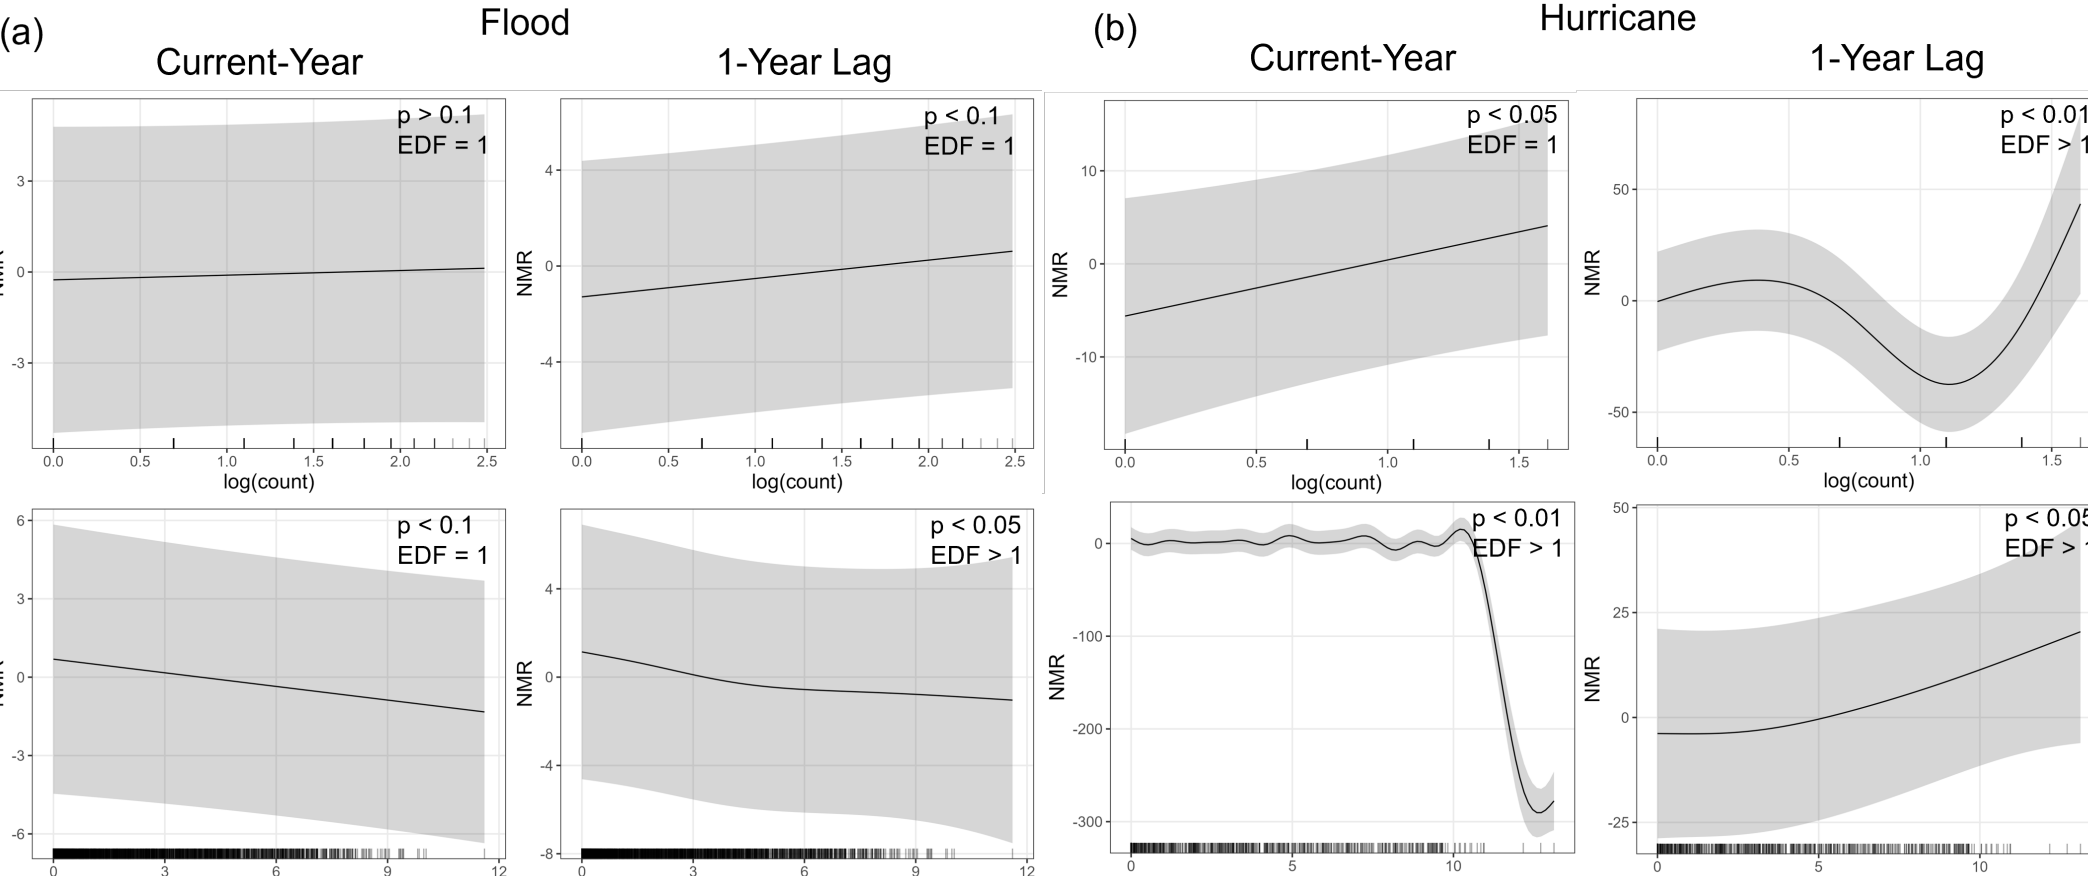 (a)
Flood
Current-Year
1-Year Lag
(b)
Hurricane
Current-Year
1-Year Lag
p > 0.1
EDF = 1
3
0
-3
0.0 0.5 1.0 1.5 2.0 2.5
log(count)
p < 0.1
EDF = 1
NMR
4
0
-4
0.0 0.5 1.0 1.5 2.0 2.5
log(count)
p < 0.05
EDF = 1
NMR
10
0
-10
0.0 0.5 1.0 1.5
log(count)
p < 0.01
EDF > 1
NMR
50
0
-50
0.0 0.5 1.0 1.5
log(count)
p < 0.1
EDF = 1
6
3
0
-3
-6
0 3 6 9 12
p < 0.05
EDF > 1
NMR
4
0
-4
-8
0 3 6 9 12
p < 0.01
EDF > 1
NMR
0
-100
-200
-300
0 5 10
p < 0.05
EDF >
NMR
50
25
0
-25
0 5 10